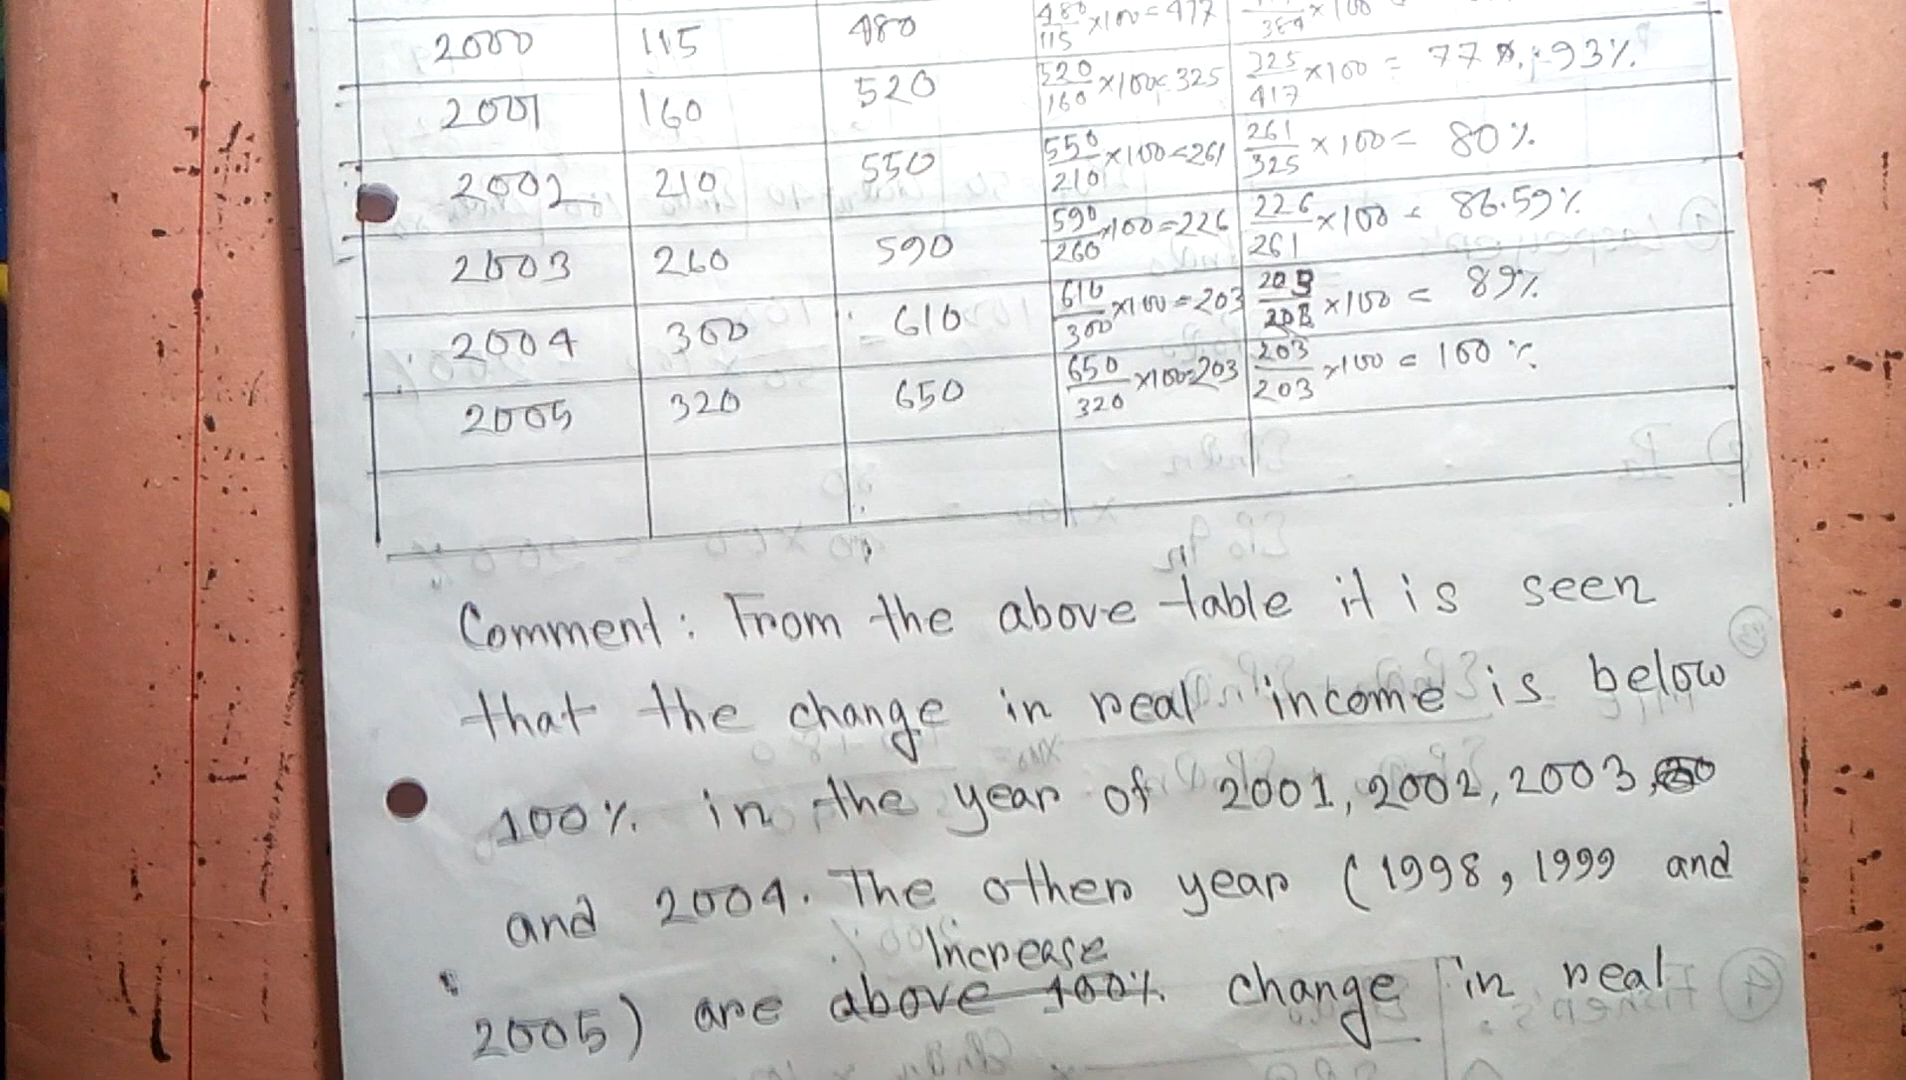 2000 115 480 480/115 ×100 = 417 /384 × 100
2001 160 520 520/160 ×100 = 325 325/417 ×100 = 77.93%
2002 210 550 550/210 ×100 = 261 261/325 ×100 = 80%
2003 260 590 590/260 ×100 = 226 226/261 ×100 = 86.59%
2004 300 610 610/300 ×100 = 203 ×100 = 89%
2005 320 650 650/320 ×100 = 203 203/203 ×100 = 100%
Comment: From the above table it is seen
that the change in real income is below
100% in the year of 2001, 2002, 2003,
and 2004. The other year (1998, 1999 and
Increase
2005) are above 100% change in real